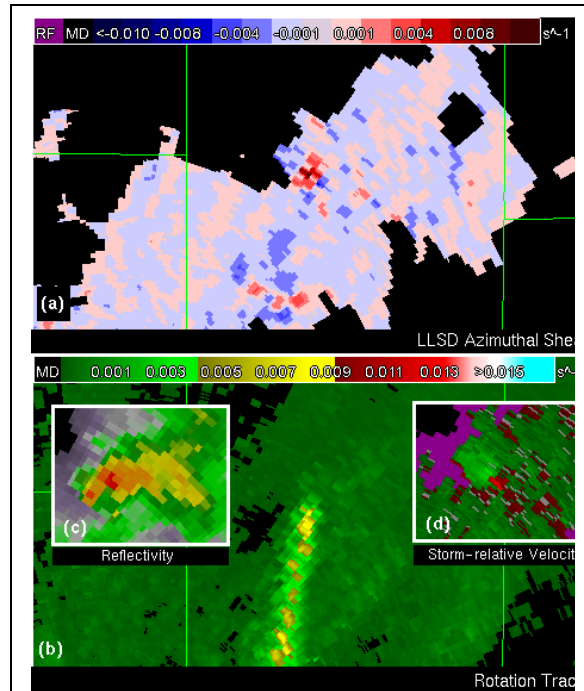 RF MD <-0.010 -0.008 -0.004 -0.001 0.001 0.004 0.008 s^-1
(a)
LLSD Azimuthal Shea
MD 0.001 0.003 0.005 0.007 0.009 0.011 0.013 >0.015 s^-
(c)
Reflectivity
(d)
Storm-relative Velocit
(b)
Rotation Trac